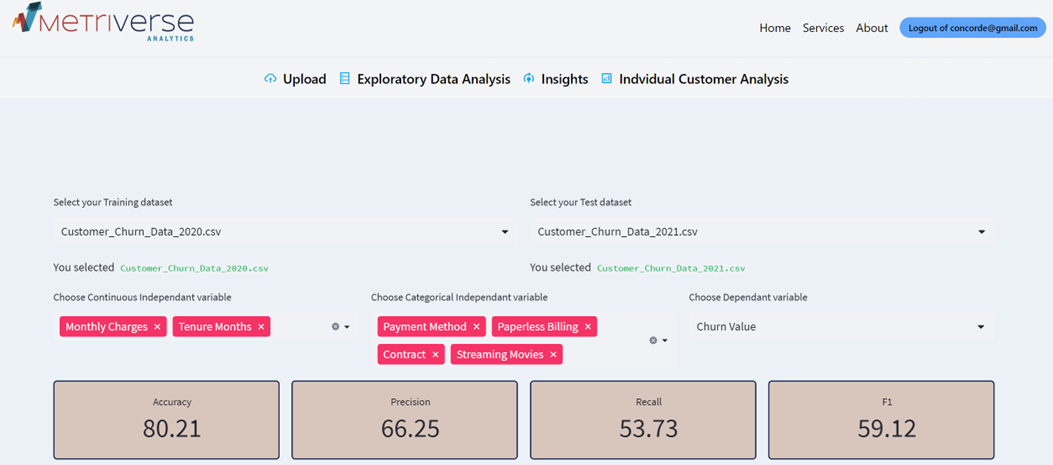 METRIVERSE
ANALYTICS
Home Services About Logout of concorde@gmail.com
Upload Exploratory Data Analysis Insights Indvidual Customer Analysis
Select your Training dataset Select your Test dataset
Customer_Churn_Data_2020.csv Customer_Churn_Data_2021.csv
You selected Customer_Churn_Data_2020.csv You selected Customer_Churn_Data_2021.csv
Choose Continuous Independant variable Choose Categorical Independant variable Choose Dependant variable
Monthly Charges × Tenure Months × Payment Method × Paperless Billing × Churn Value
Contract × Streaming Movies ×
Accuracy Precision Recall F1
80.21 66.25 53.73 59.12